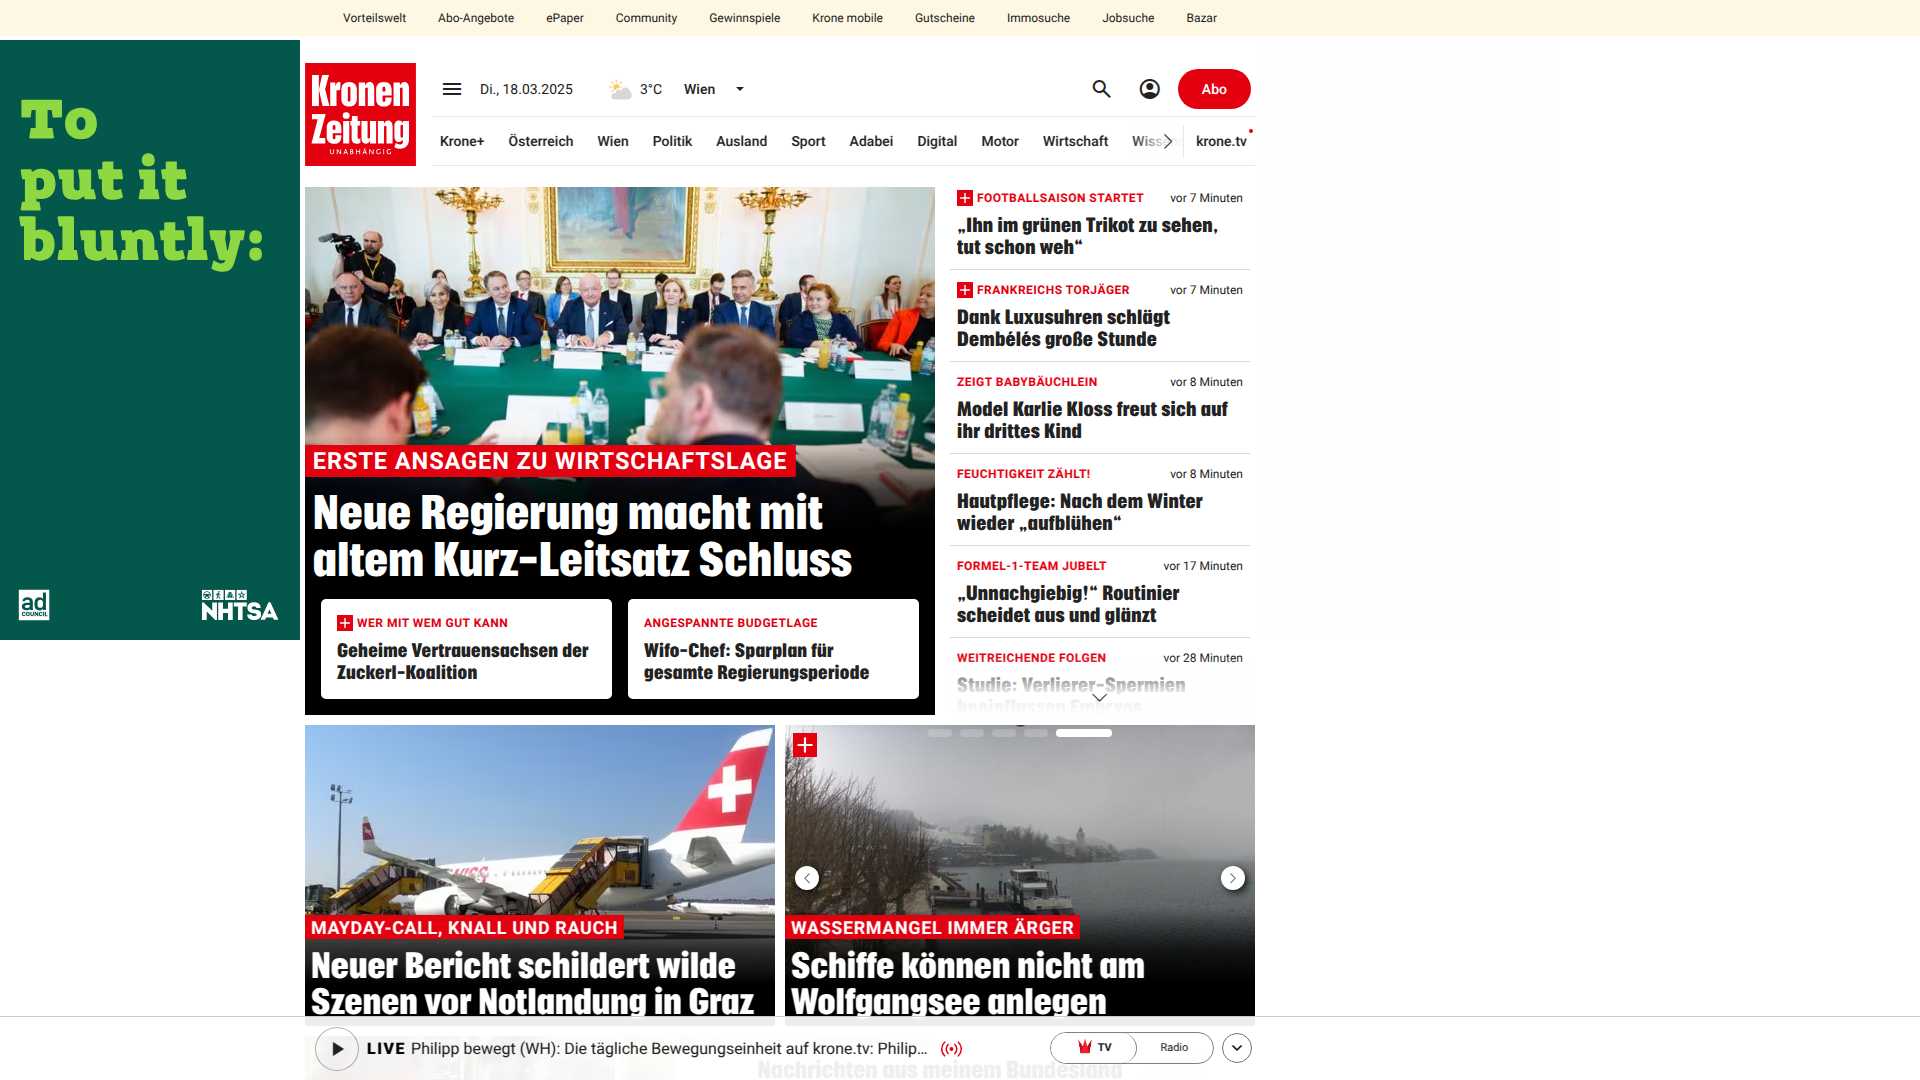 Vorteilswelt Abo-Angebote ePaper Community Gewinnspiele Krone mobile Gutscheine Immosuche Jobsuche Bazar
To
put it
bluntly:
ad
COUNCIL
NHTSA
Kronen
Zeitung
UNABHÄNGIG
Di., 18.03.2025 3°C Wien Abo
Krone+ Österreich Wien Politik Ausland Sport Adabei Digital Motor Wirtschaft Wiss krone.tv
ERSTE ANSAGEN ZU WIRTSCHAFTSLAGE
Neue Regierung macht mit
altem Kurz-Leitsatz Schluss
WER MIT WEM GUT KANN
Geheime Vertrauensachsen der
Zuckerl-Koalition
ANGESPANNTE BUDGETLAGE
Wifo-Chef: Sparplan für
gesamte Regierungsperiode
FOOTBALLSAISON STARTET vor 7 Minuten
„Ihn im grünen Trikot zu sehen,
tut schon weh“
FRANKREICHS TORJÄGER vor 7 Minuten
Dank Luxusuhren schlägt
Dembélés große Stunde
ZEIGT BABYBÄUCHLEIN vor 8 Minuten
Model Karlie Kloss freut sich auf
ihr drittes Kind
FEUCHTIGKEIT ZÄHLT! vor 8 Minuten
Hautpflege: Nach dem Winter
wieder „aufblühen“
FORMEL-1-TEAM JUBELT vor 17 Minuten
„Unnachgiebig!“ Routinier
scheidet aus und glänzt
WEITREICHENDE FOLGEN vor 28 Minuten
Studie: Verlierer-Spermien
beeinflussen Embryos
MAYDAY-CALL, KNALL UND RAUCH
Neuer Bericht schildert wilde
Szenen vor Notlandung in Graz
WASSERMANGEL IMMER ÄRGER
Schiffe können nicht am
Wolfgangsee anlegen
LIVE Philipp bewegt (WH): Die tägliche Bewegungseinheit auf krone.tv: Philip... TV Radio
Nachrichten aus meinem Bundesland